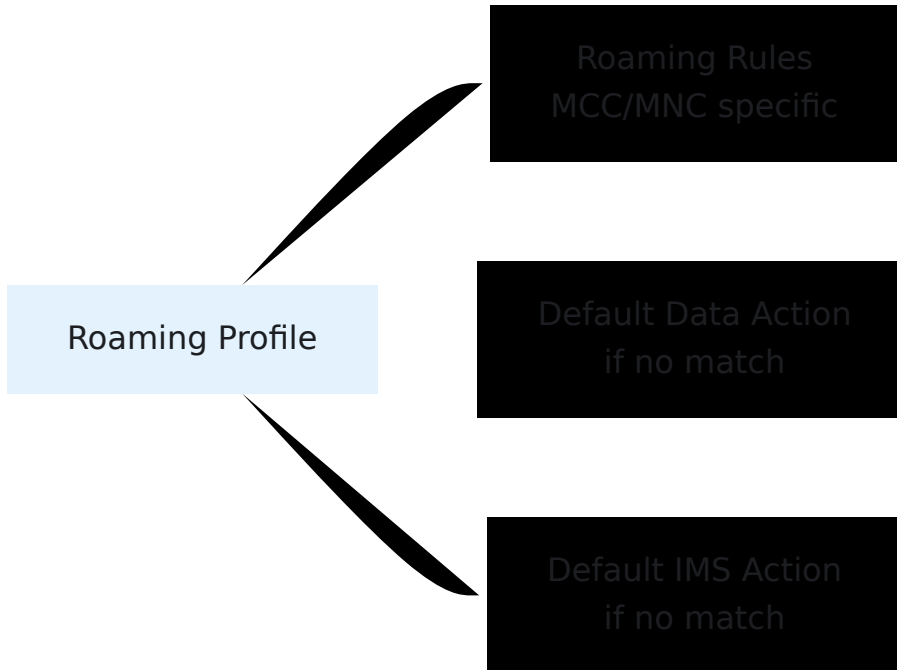 Roaming Rules
MCC/MNC specific
Roaming Profile
Default Data Action
if no match
Default IMS Action
if no match